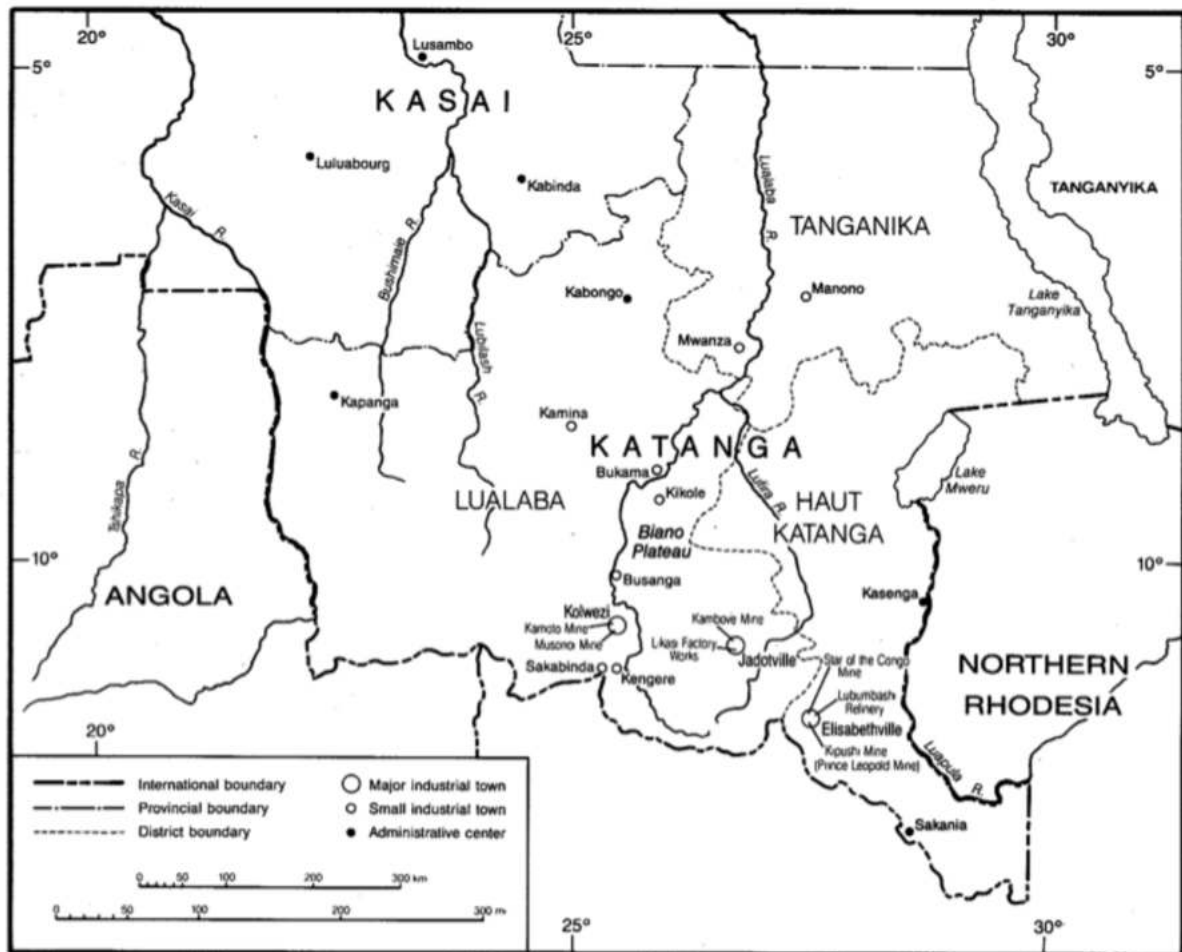 20°
25°
30°
5°
5°
Lusambo
KASAI
Luluabourg
Kabinda
Kasai
R.
Bushimaie R.
Lualaba
R.
TANGANYIKA
TANGANIKA
Kabongo
Manono
Lake
Tanganyika
Mwanza
Lubilash
R.
Kapanga
Kamina
KATANGA
Tshikapa
R.
Bukama
Kikole
Lufira R.
Lake
Mweru
LUALABA
HAUT
KATANGA
Biano
Plateau
10°
10°
Busanga
Kasenga
ANGOLA
Kolwezi
Kamoto Mine
Musonoi Mine
Kambove Mine
Likasi Factory
Works
Jadotville
Sakabinda
Kengere
Star of the Congo
Mine
Lubumbashi
Refinery
Elisabethville
Kipushi Mine
(Prince Leopold Mine)
NORTHERN
RHODESIA
Luapula
R.
20°
Sakania
International boundary
Provincial boundary
District boundary
Major industrial town
Small industrial town
Administrative center
0 50 100 200 300 km
0 50 100 200 300 mi
25°
30°